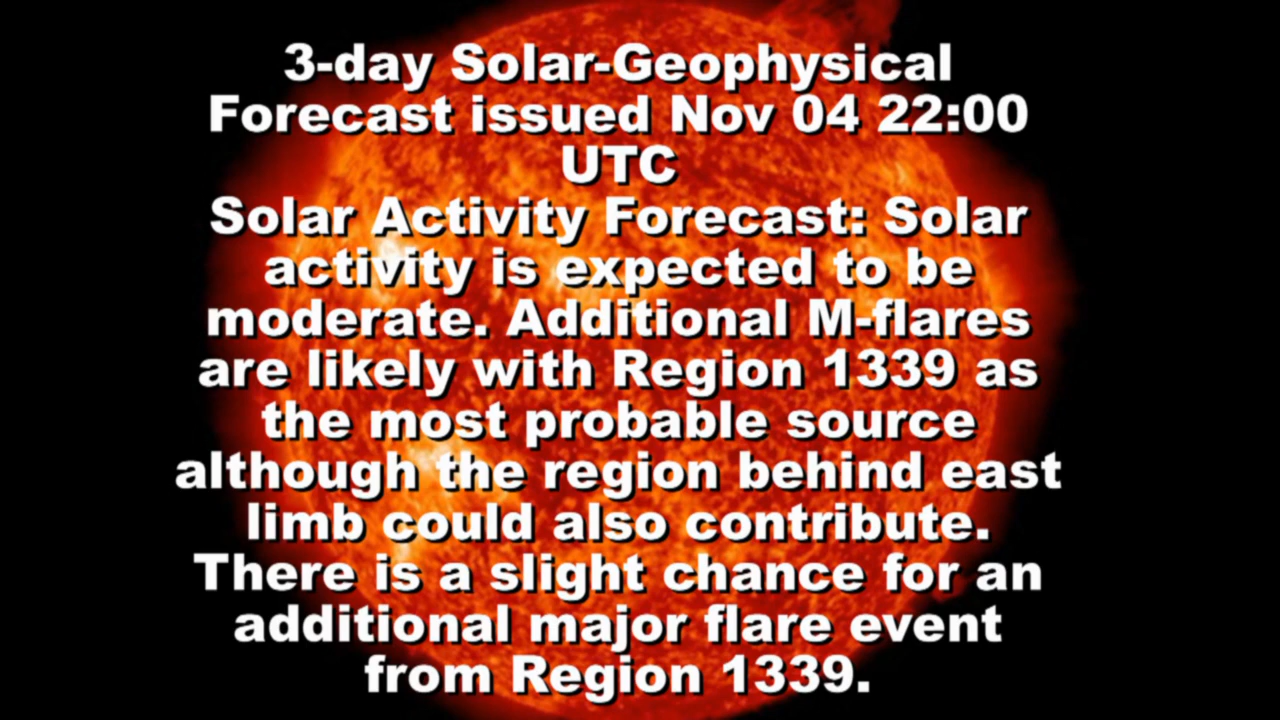 3-day Solar-Geophysical
Forecast issued Nov 04 22:00
UTC
Solar Activity Forecast: Solar
activity is expected to be
moderate. Additional M-flares
are likely with Region 1339 as
the most probable source
although the region behind east
limb could also contribute.
There is a slight chance for an
additional major flare event
from Region 1339.